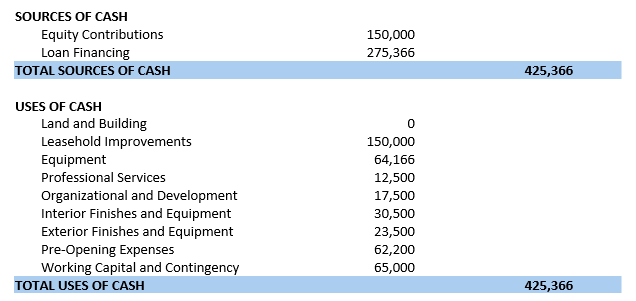 SOURCES OF CASH
Equity Contributions 150,000
Loan Financing 275,366
TOTAL SOURCES OF CASH 425,366
USES OF CASH
Land and Building 0
Leasehold Improvements 150,000
Equipment 64,166
Professional Services 12,500
Organizational and Development 17,500
Interior Finishes and Equipment 30,500
Exterior Finishes and Equipment 23,500
Pre-Opening Expenses 62,200
Working Capital and Contingency 65,000
TOTAL USES OF CASH 425,366